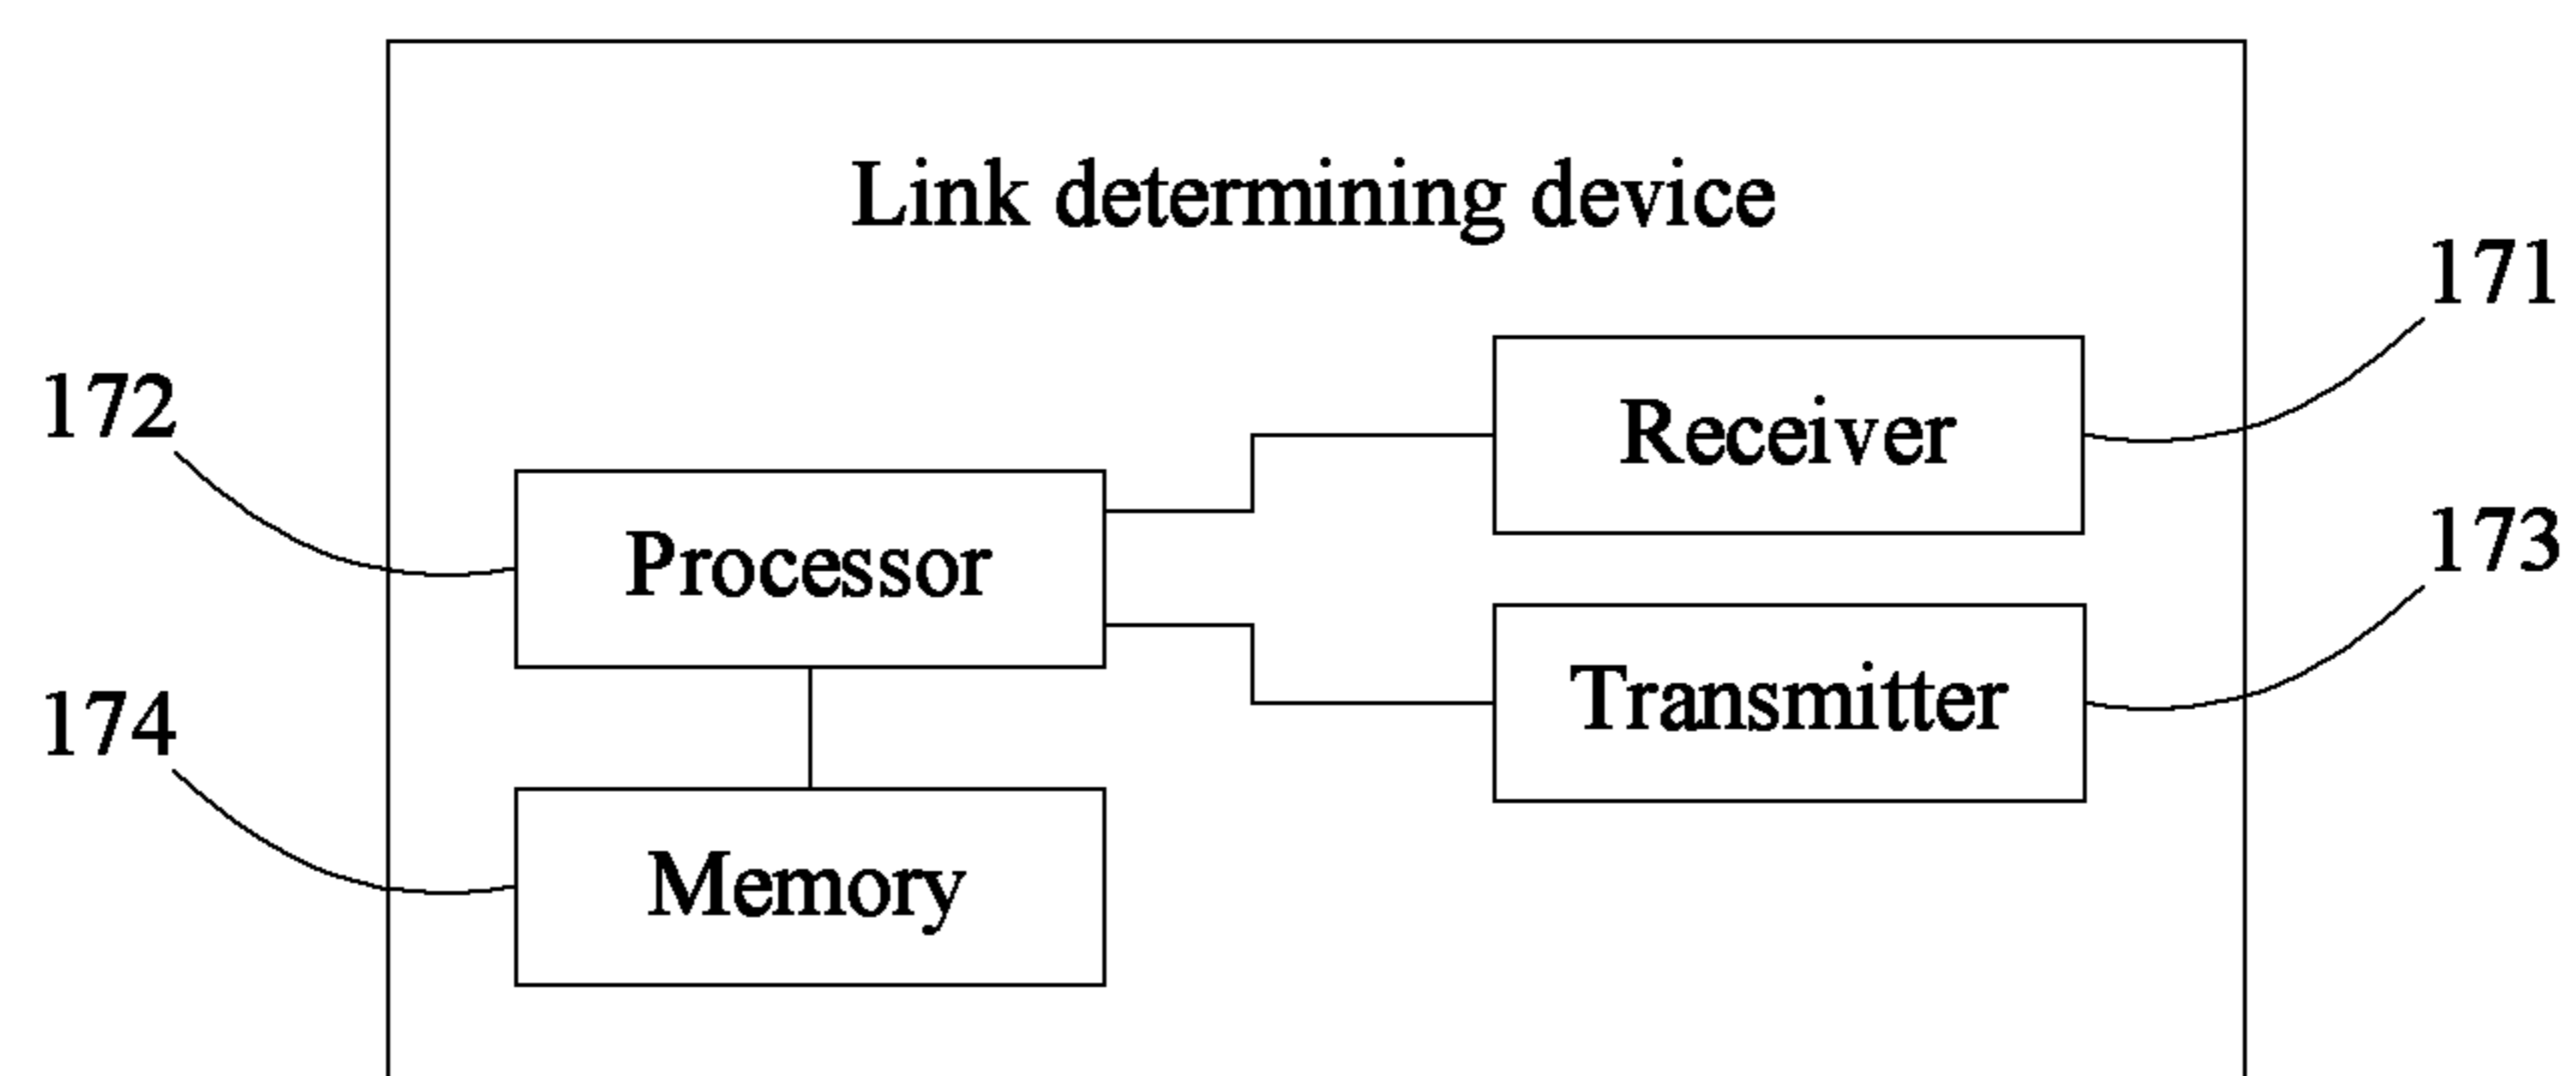 Link determining device
171
Receiver
172
Processor
173
Transmitter
174
Memory